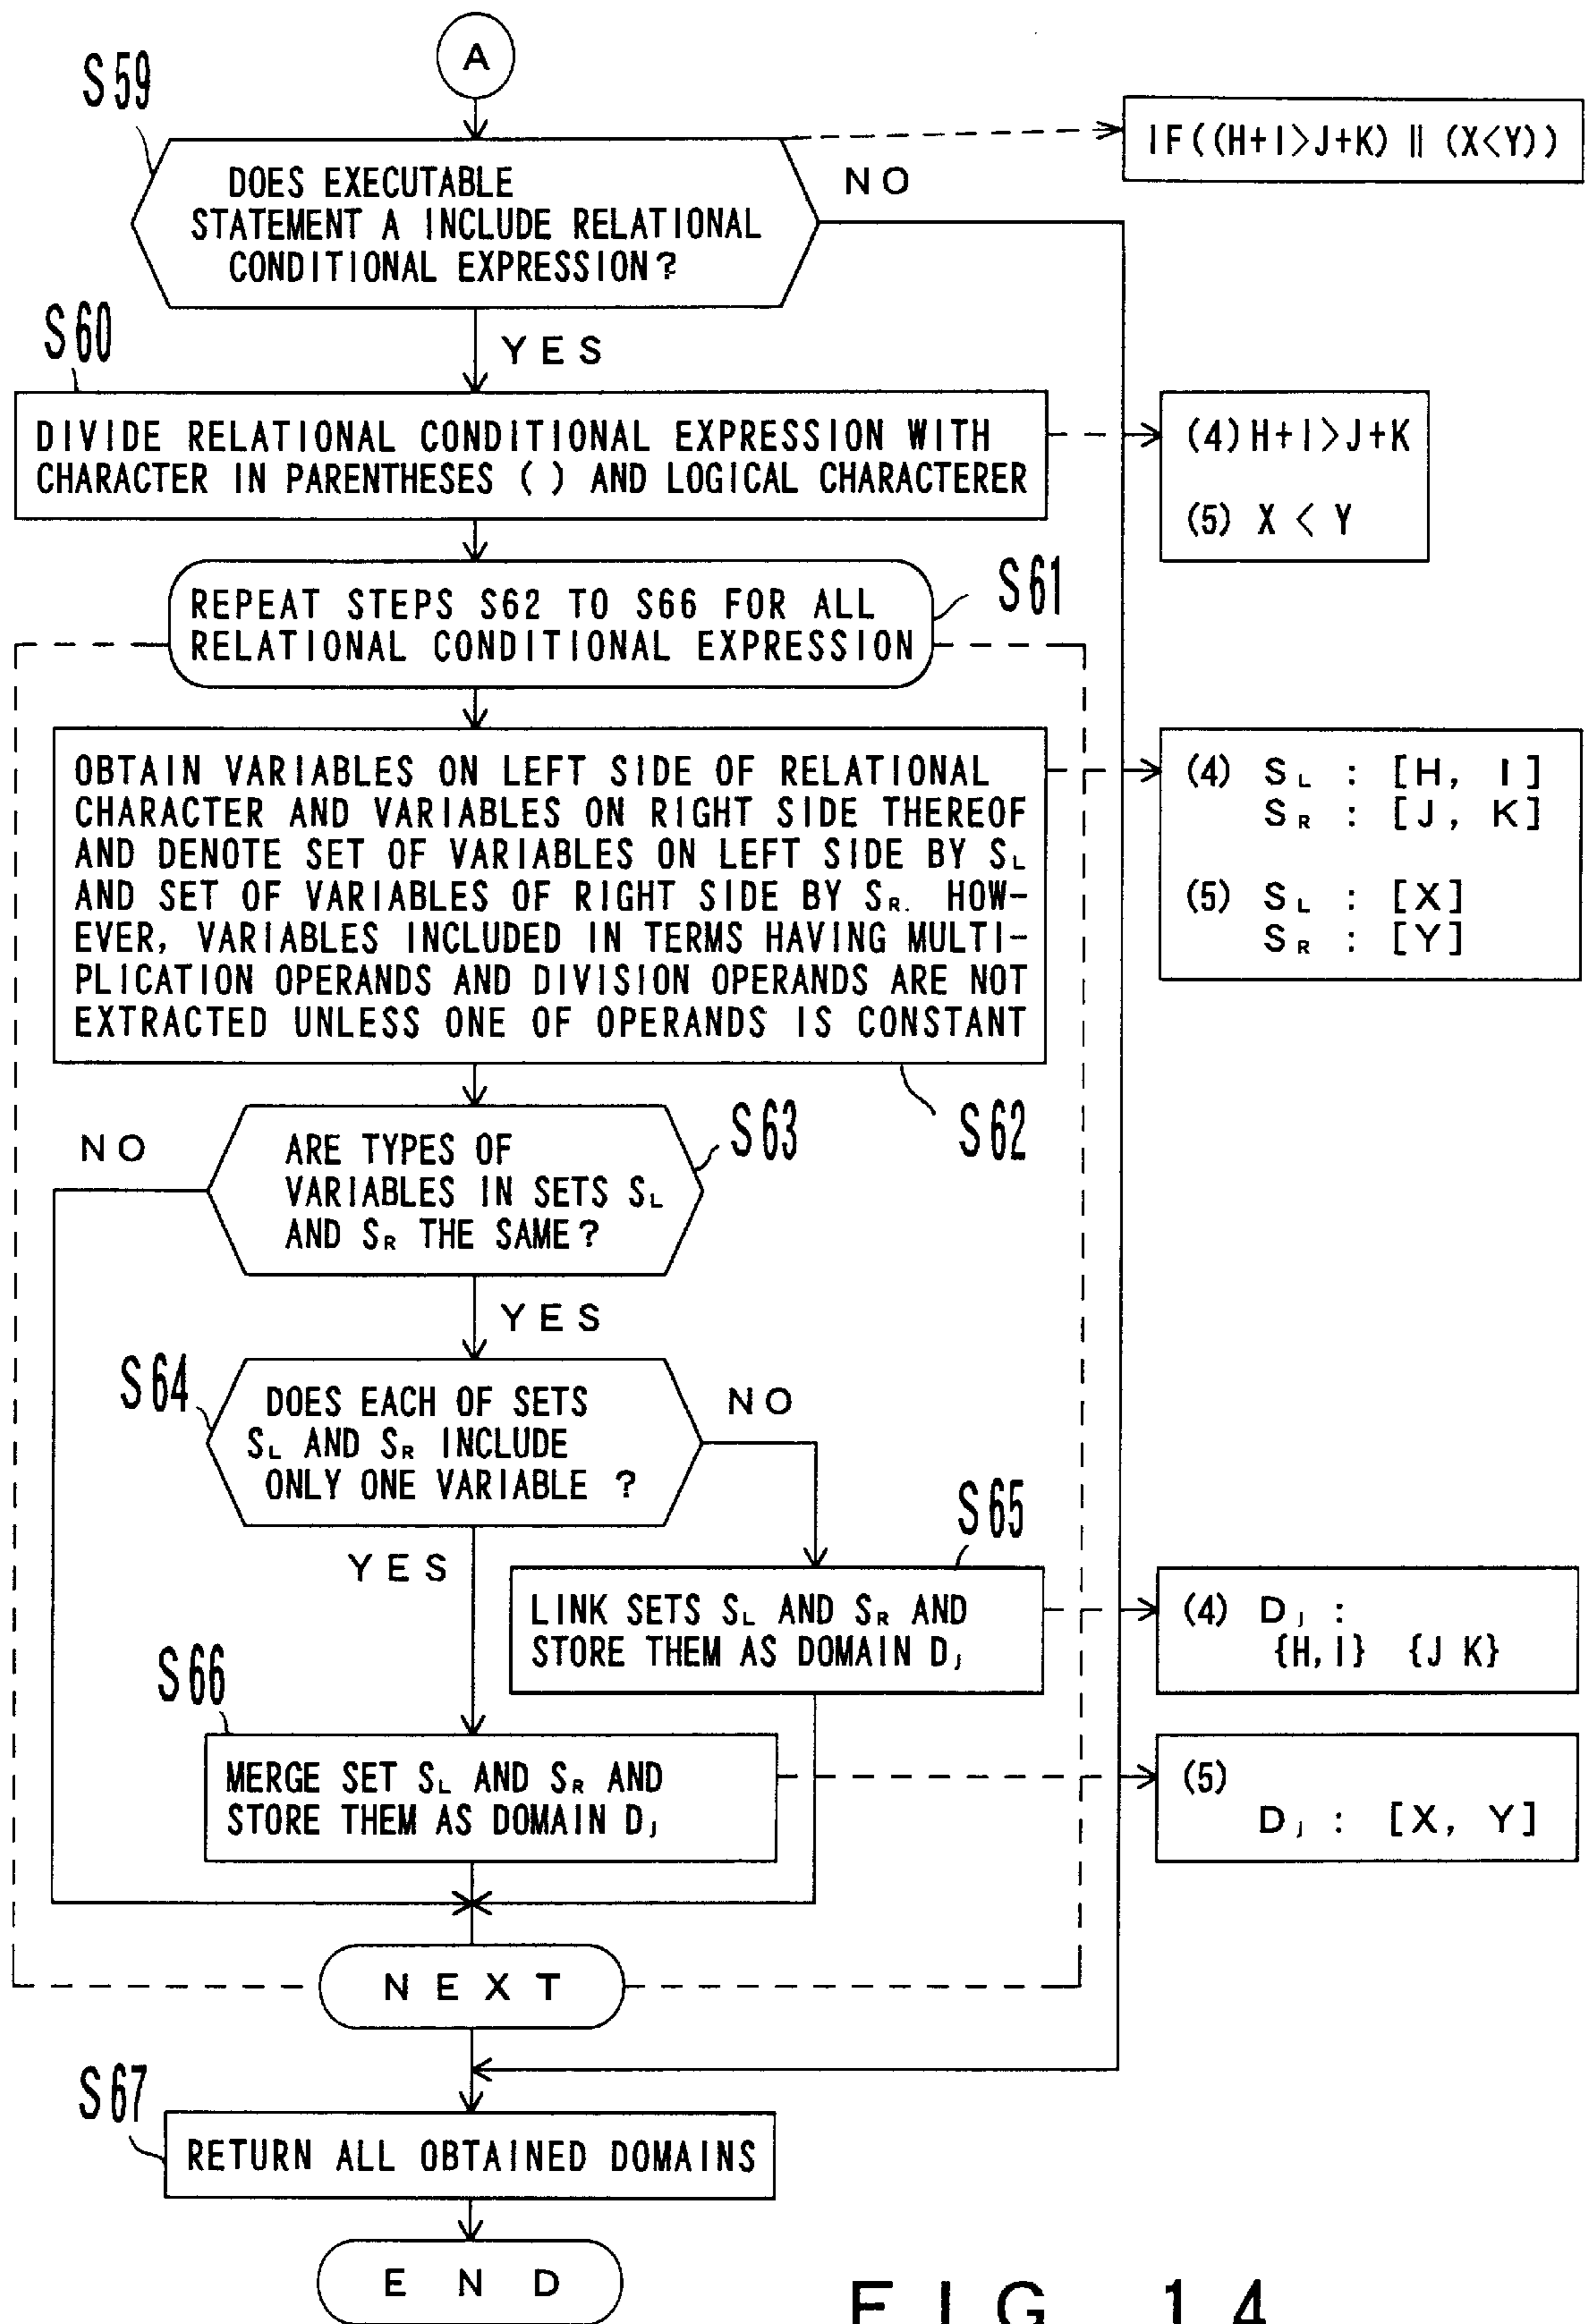 A
S59
IF((H+I>J+K) || (X<Y))
DOES EXECUTABLE
STATEMENT A INCLUDE RELATIONAL
CONDITIONAL EXPRESSION?
NO
YES
S60
DIVIDE RELATIONAL CONDITIONAL EXPRESSION WITH
CHARACTER IN PARENTHESES ( ) AND LOGICAL CHARACTERER
(4) H+I>J+K
(5) X < Y
S61
REPEAT STEPS S62 TO S66 FOR ALL
RELATIONAL CONDITIONAL EXPRESSION
OBTAIN VARIABLES ON LEFT SIDE OF RELATIONAL
CHARACTER AND VARIABLES ON RIGHT SIDE THEREOF
AND DENOTE SET OF VARIABLES ON LEFT SIDE BY SL
AND SET OF VARIABLES OF RIGHT SIDE BY SR. HOW-
EVER, VARIABLES INCLUDED IN TERMS HAVING MULTI-
PLICATION OPERANDS AND DIVISION OPERANDS ARE NOT
EXTRACTED UNLESS ONE OF OPERANDS IS CONSTANT
(4) SL : [H, I]
SR : [J, K]
(5) SL : [X]
SR : [Y]
S62
S63
NO
ARE TYPES OF
VARIABLES IN SETS SL
AND SR THE SAME?
YES
S64
DOES EACH OF SETS
SL AND SR INCLUDE
ONLY ONE VARIABLE ?
NO
YES
S65
LINK SETS SL AND SR AND
STORE THEM AS DOMAIN DJ
(4) DJ :
{H,I} {J K}
S66
MERGE SET SL AND SR AND
STORE THEM AS DOMAIN DJ
(5)
DJ : [X, Y]
NEXT
S67
RETURN ALL OBTAINED DOMAINS
END
FIG. 14